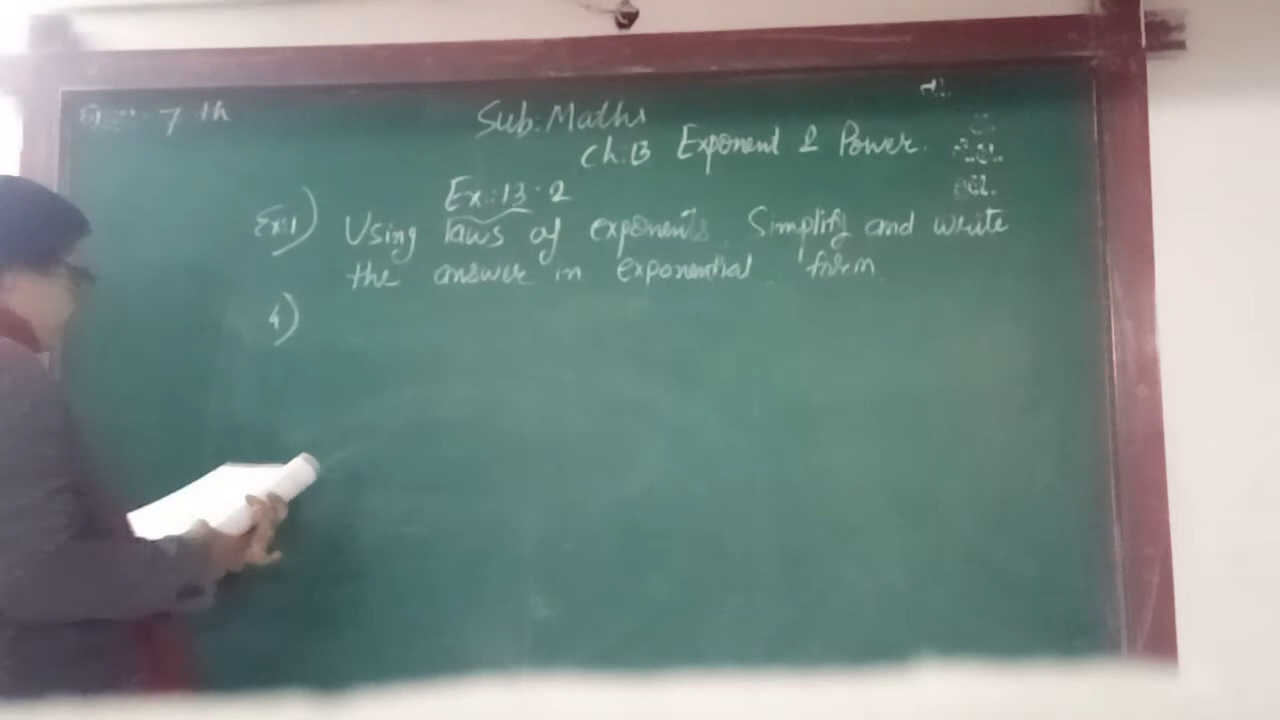 7 th
Sub: Maths
Ch. 13 Exponent & Power.
Ex: 13.2
Ex:1) Using laws of exponents Simplify and write
the answer in exponential form